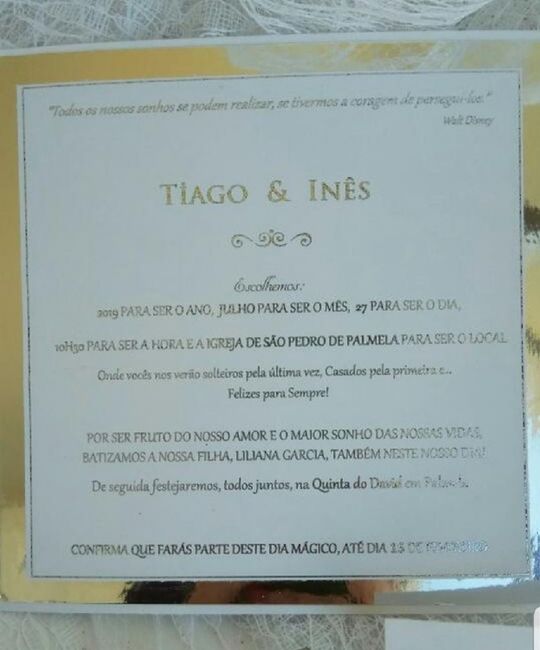 "Todos os nossos sonhos se podem realizar, se tivermos a coragem de persegui-los."
Walt Disney
Tiago & Inês
Escolhemos:
2019 PARA SER O ANO, JULHO PARA SER O MÊS, 27 PARA SER O DIA,
10H30 PARA SER A HORA E A IGREJA DE SÃO PEDRO DE PALMELA PARA SER O LOCAL
Onde vocês nos verão solteiros pela última vez, Casados pela primeira e...
Felizes para Sempre!
POR SER FRUTO DO NOSSO AMOR E O MAIOR SONHO DAS NOSSAS VIDAS,
BATIZAMOS A NOSSA FILHA, LILIANA GARCIA, TAMBÉM NESTE NOSSO DIA!
De seguida festejaremos, todos juntos, na Quinta do David em Palmela.
CONFIRMA QUE FARÁS PARTE DESTE DIA MÁGICO, ATÉ DIA 15 DE